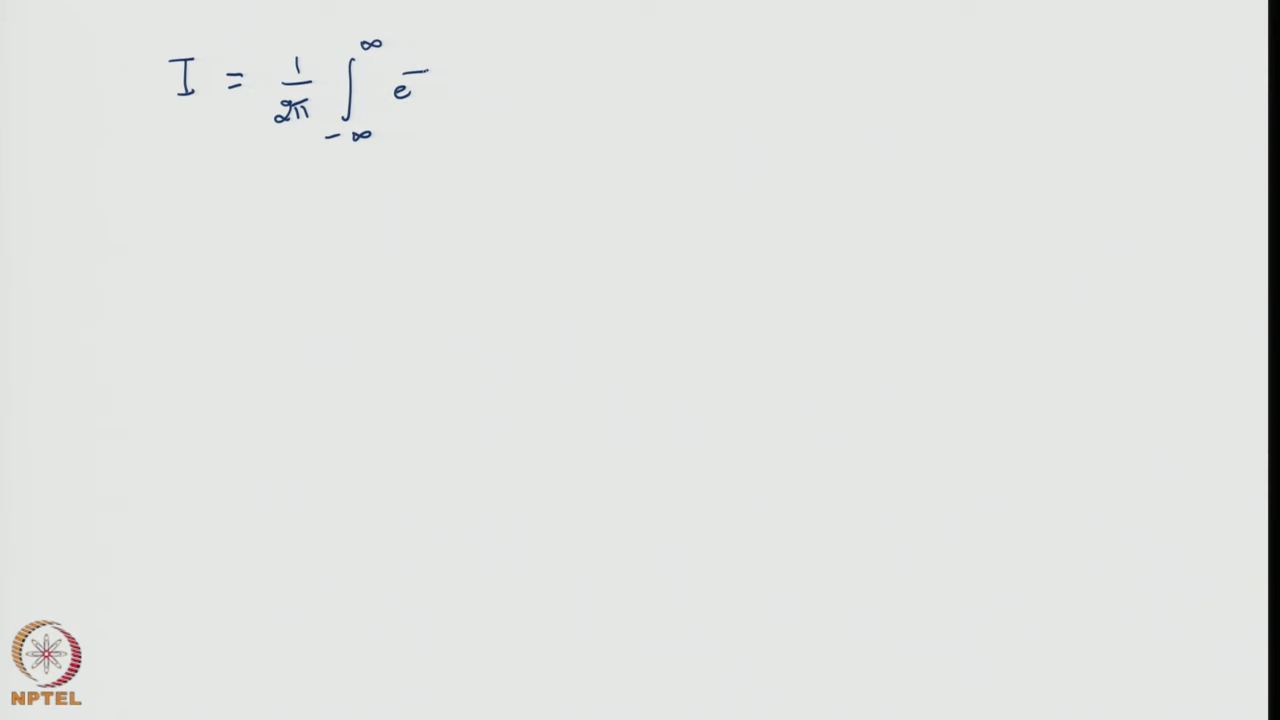 I = 1/2π ∫_{-∞}^{∞} e^{-
NPTEL